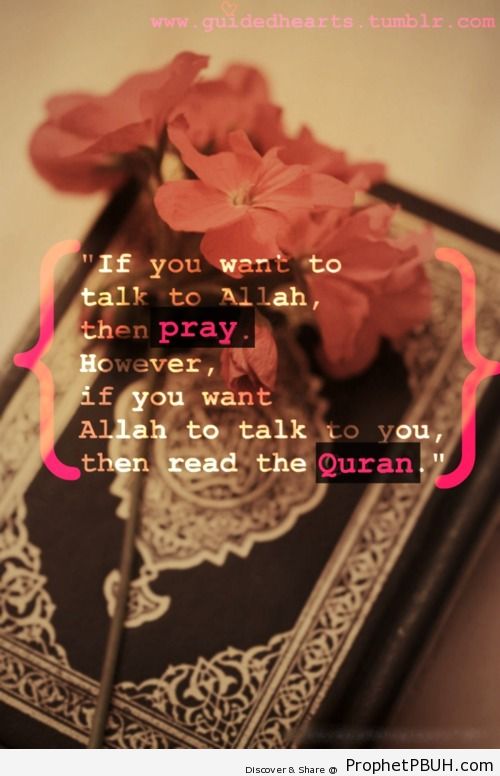 www.guidedhearts.tumblr.com
"If you want to
talk to Allah,
then pray.
However,
if you want
Allah to talk to you,
then read the Quran."
Discover & Share @ ProphetPBUH.com